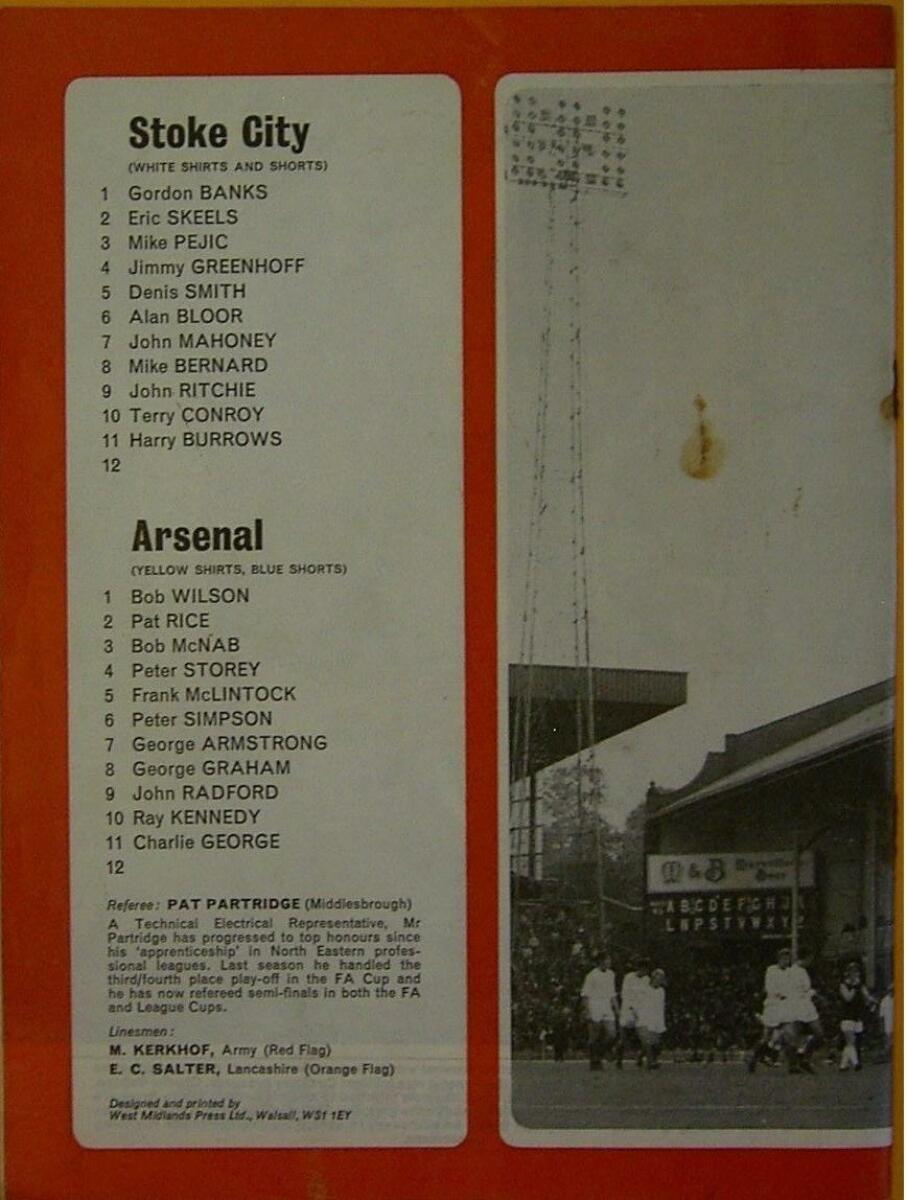 Stoke City
(WHITE SHIRTS AND SHORTS)
1 Gordon BANKS
2 Eric SKEELS
3 Mike PEJIC
4 Jimmy GREENHOFF
5 Denis SMITH
6 Alan BLOOR
7 John MAHONEY
8 Mike BERNARD
9 John RITCHIE
10 Terry CONROY
11 Harry BURROWS
12
Arsenal
(YELLOW SHIRTS, BLUE SHORTS)
1 Bob WILSON
2 Pat RICE
3 Bob McNAB
4 Peter STOREY
5 Frank McLINTOCK
6 Peter SIMPSON
7 George ARMSTRONG
8 George GRAHAM
9 John RADFORD
10 Ray KENNEDY
11 Charlie GEORGE
12
Referee: PAT PARTRIDGE (Middlesbrough)
A Technical Electrical Representative, Mr
Partridge has progressed to top honours since
his 'apprenticeship' in North Eastern profes-
sional leagues. Last season he handled the
third/fourth place play-off in the FA Cup and
he has now refereed semi-finals in both the FA
and League Cups.
Linesmen:
M. KERKHOF, Army (Red Flag)
E. C. SALTER, Lancashire (Orange Flag)
Designed and printed by
West Midlands Press Ltd., Walsall, WS1 1EY
M & B
ABCDEFGHJK
LNPSTVWXYZ